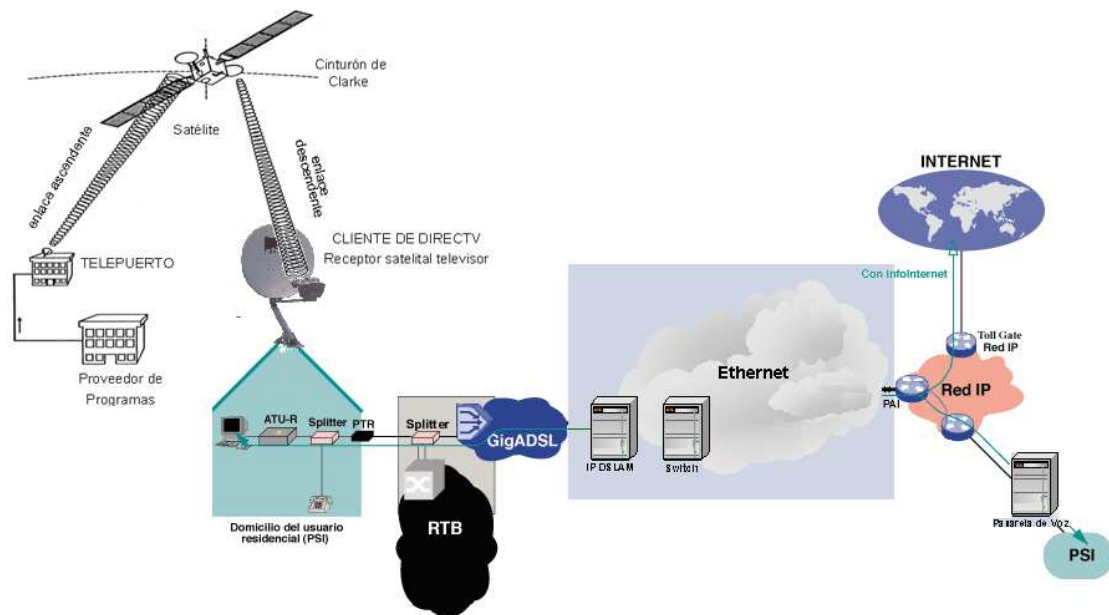 Cinturón de
Clarke
Satélite
enlace ascendente
enlace
descendente
TELEPUERTO
CLIENTE DE DIRECTV
Receptor satelital televisor
Proveedor de
Programas
INTERNET
Con InfoInternet
Toll Gate
Red IP
Ethernet
Red IP
PAI
ATU-R
Splitter
PTR
Splitter
GigADSL
IP DSLAM
Switch
Domicilio del usuario
residencial (PSI)
RTB
Pasarela de Voz
PSI